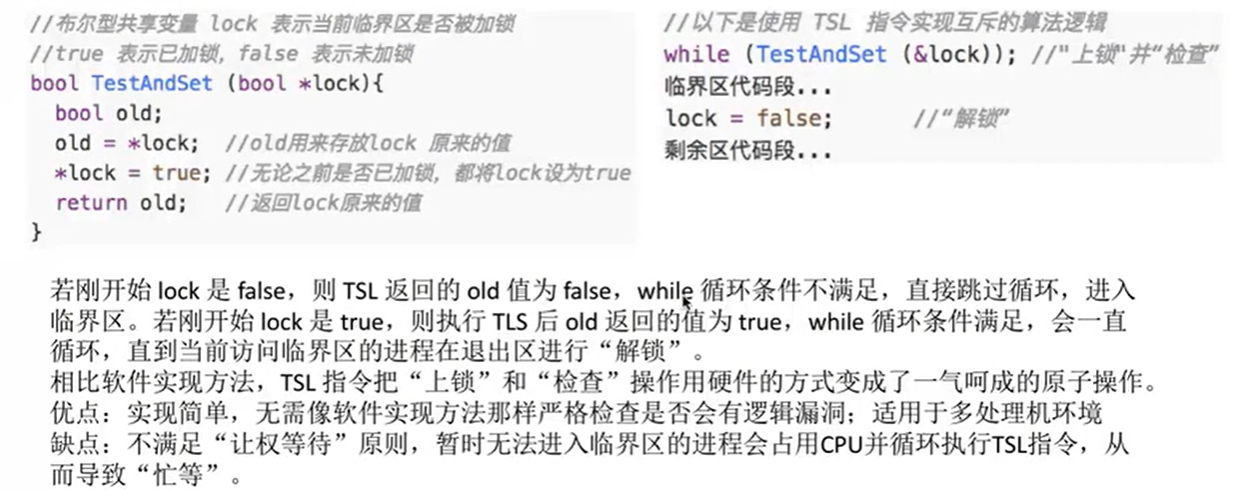 //布尔型共享变量 lock 表示当前临界区是否被加锁
//true 表示已加锁，false 表示未加锁
bool TestAndSet (bool *lock){
bool old;
old = *lock; //old用来存放lock 原来的值
*lock = true; //无论之前是否已加锁，都将lock设为true
return old; //返回lock原来的值
}
//以下是使用 TSL 指令实现互斥的算法逻辑
while (TestAndSet (&lock)); //"上锁"并“检查”
临界区代码段...
lock = false; //“解锁”
剩余区代码段...
若刚开始 lock 是 false，则 TSL 返回的 old 值为 false，while 循环条件不满足，直接跳过循环，进入
临界区。若刚开始 lock 是 true，则执行 TLS 后 old 返回的值为 true，while 循环条件满足，会一直
循环，直到当前访问临界区的进程在退出区进行“解锁”。
相比软件实现方法，TSL 指令把“上锁”和“检查”操作用硬件的方式变成了一气呵成的原子操作。
优点：实现简单，无需像软件实现方法那样严格检查是否会有逻辑漏洞；适用于多处理机环境
缺点：不满足“让权等待”原则，暂时无法进入临界区的进程会占用CPU并循环执行TSL指令，从
而导致“忙等”。